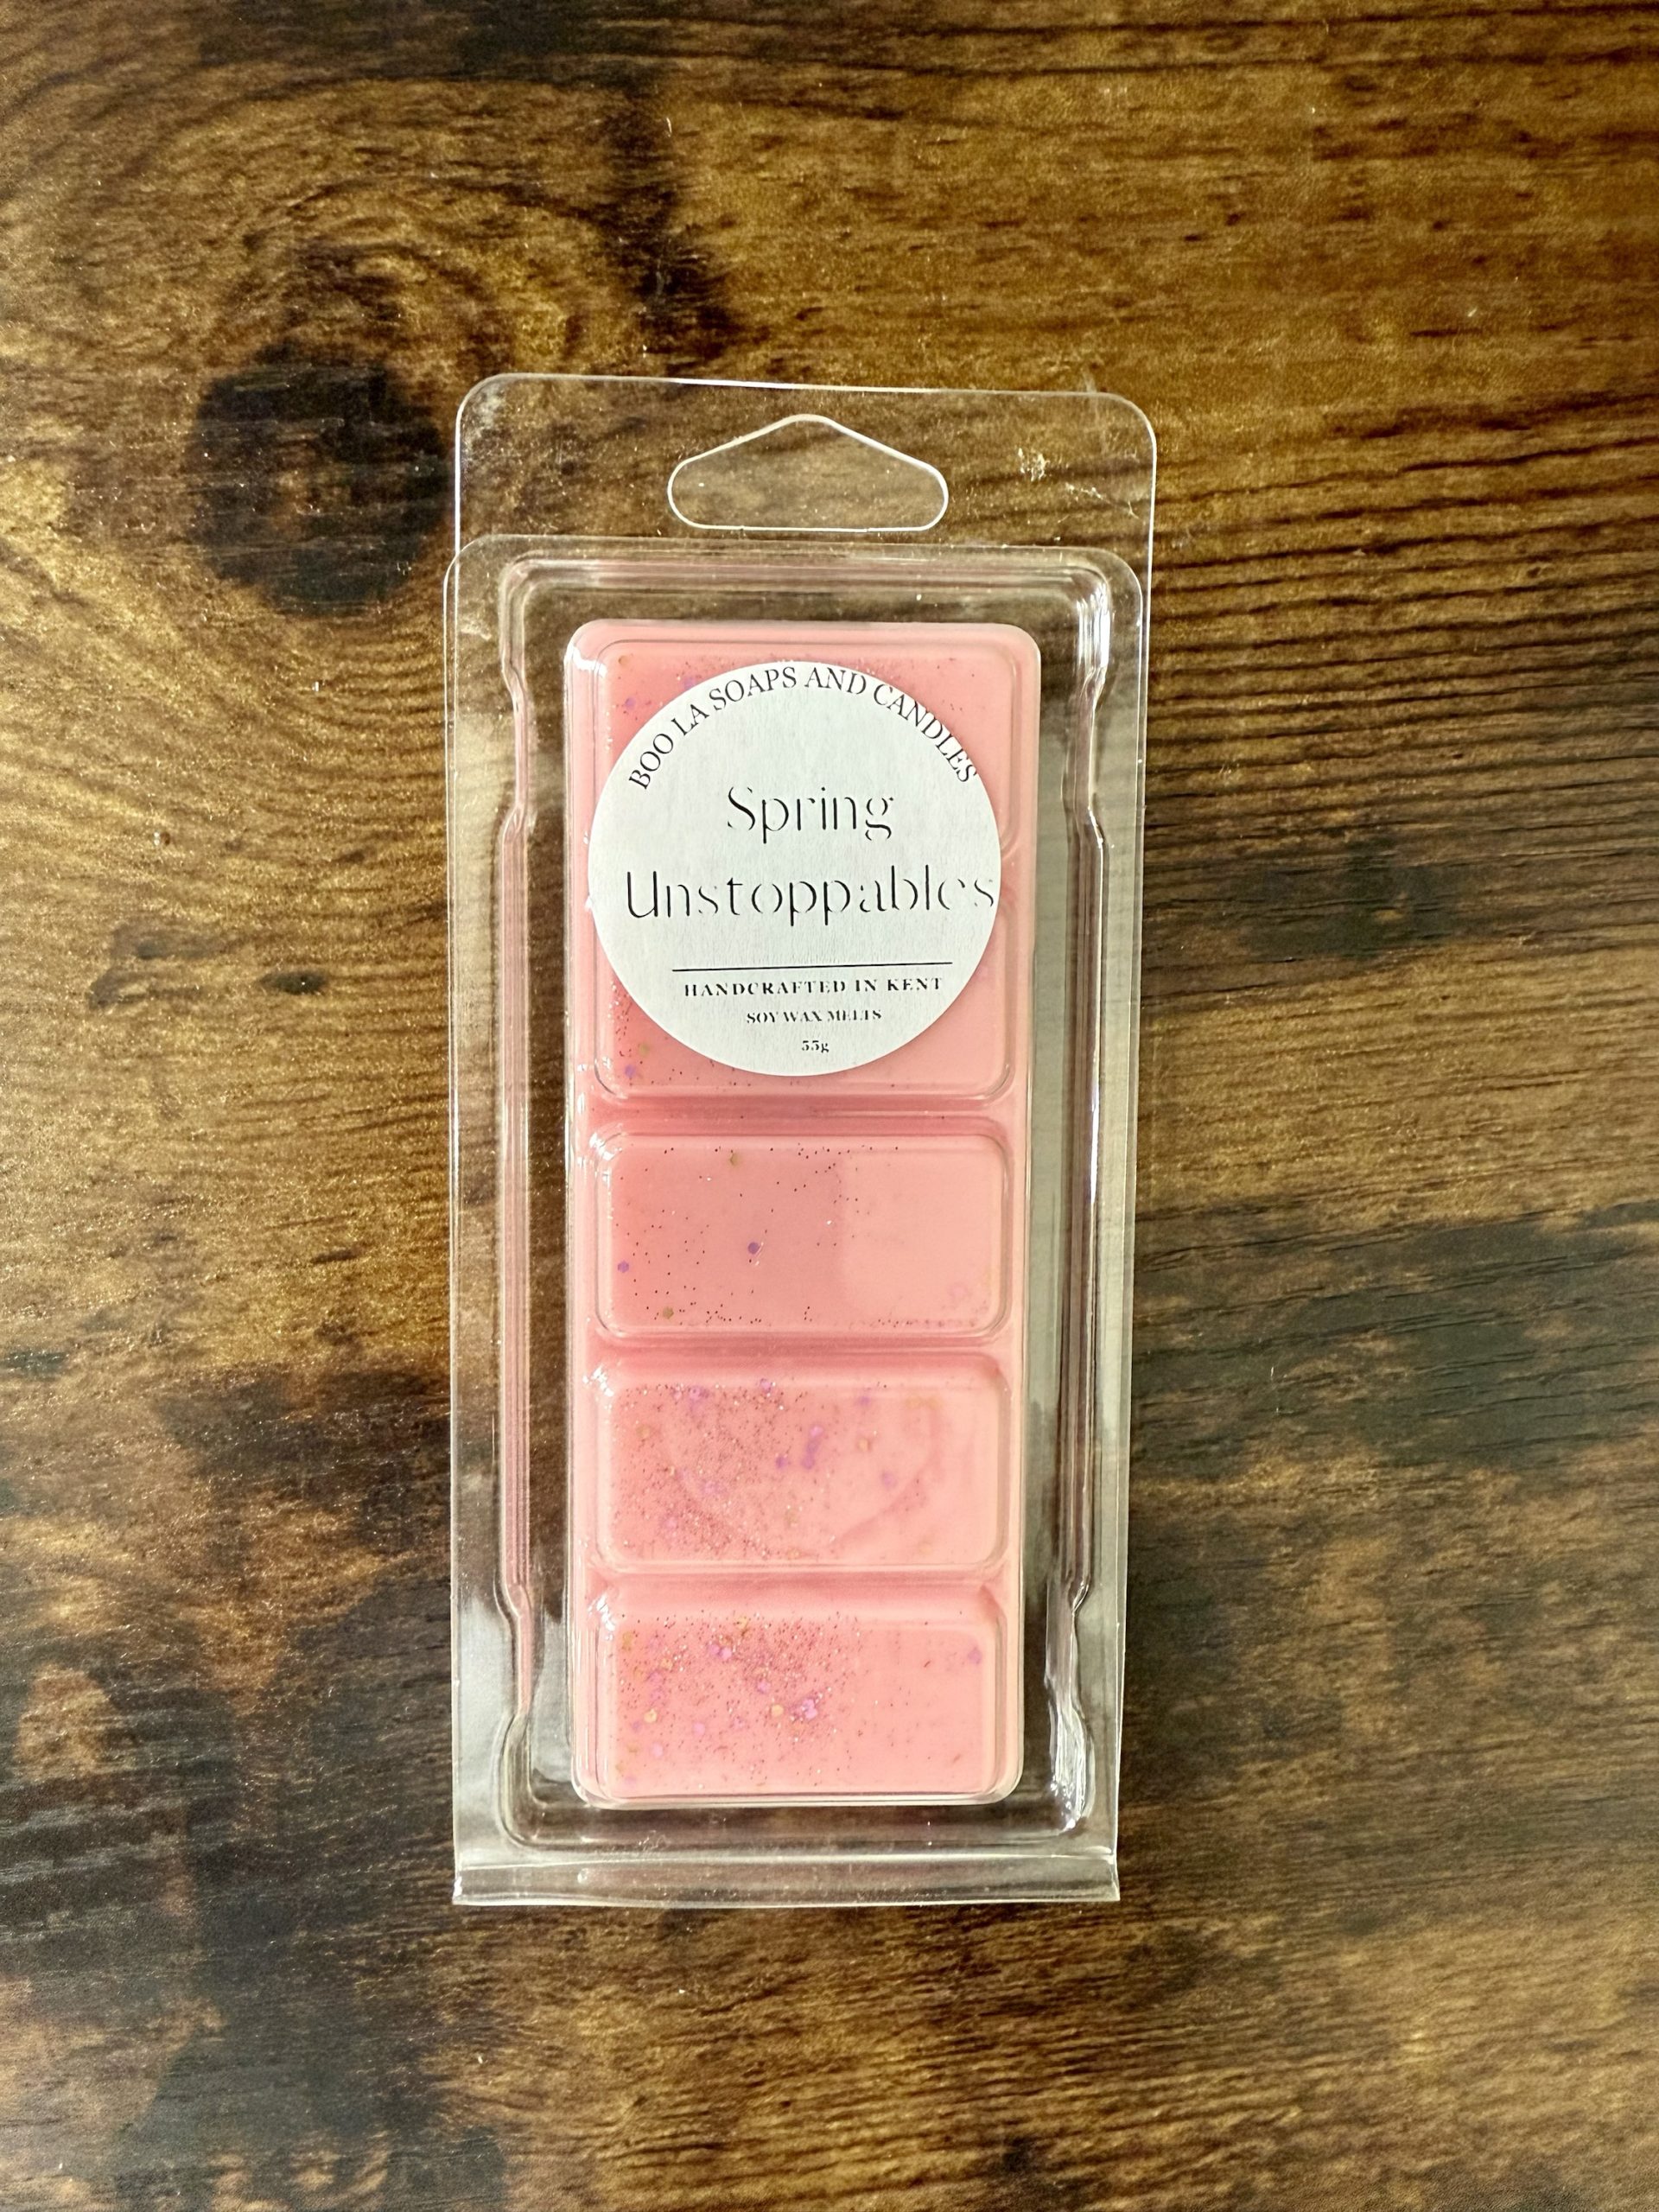 BOO LA SOAPS AND CANDLES
Spring
Unstoppables
HANDCRAFTED IN KENT
SOY WAX MELTS
55g